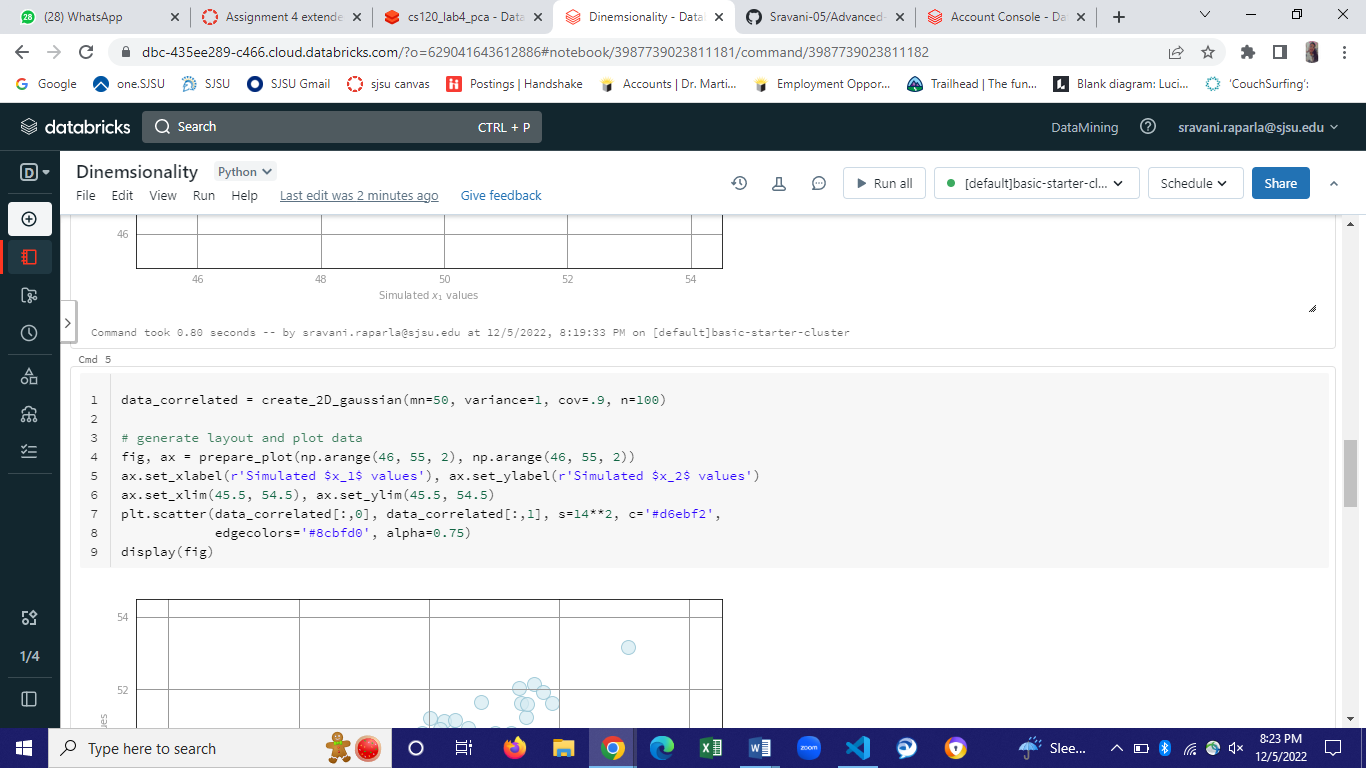 (28) WhatsApp
Assignment 4 extende
cs120_lab4_pca - Data
Dinemsionality - Data
Sravani-05/Advanced-
Account Console - Da
dbc-435ee289-c466.cloud.databricks.com/?o=629041643612886#notebook/3987739023811181/command/3987739023811182
Google
one.SJSU
SJSU
SJSU Gmail
sjsu canvas
Postings | Handshake
Accounts | Dr. Marti...
Employment Oppor...
Trailhead | The fun...
Blank diagram: Luci...
'CouchSurfing':
databricks
Search
CTRL + P
DataMining
sravani.raparla@sjsu.edu
D
Dinemsionality
Python
File Edit View Run Help
Last edit was 2 minutes ago
Give feedback
Run all
[default]basic-starter-cl...
Schedule
Share
46
46 48 50 52 54
Simulated x₁ values
Command took 0.80 seconds -- by sravani.raparla@sjsu.edu at 12/5/2022, 8:19:33 PM on [default]basic-starter-cluster
Cmd 5
1 data_correlated = create_2D_gaussian(mn=50, variance=1, cov=.9, n=100)
2
3 # generate layout and plot data
4 fig, ax = prepare_plot(np.arange(46, 55, 2), np.arange(46, 55, 2))
5 ax.set_xlabel(r'Simulated $x_1$ values'), ax.set_ylabel(r'Simulated $x_2$ values')
6 ax.set_xlim(45.5, 54.5), ax.set_ylim(45.5, 54.5)
7 plt.scatter(data_correlated[:,0], data_correlated[:,1], s=14**2, c='#d6ebf2',
8 edgecolors='#8cbfd0', alpha=0.75)
9 display(fig)
54
52
1/4
Type here to search
zoom
Slee...
8:23 PM
12/5/2022